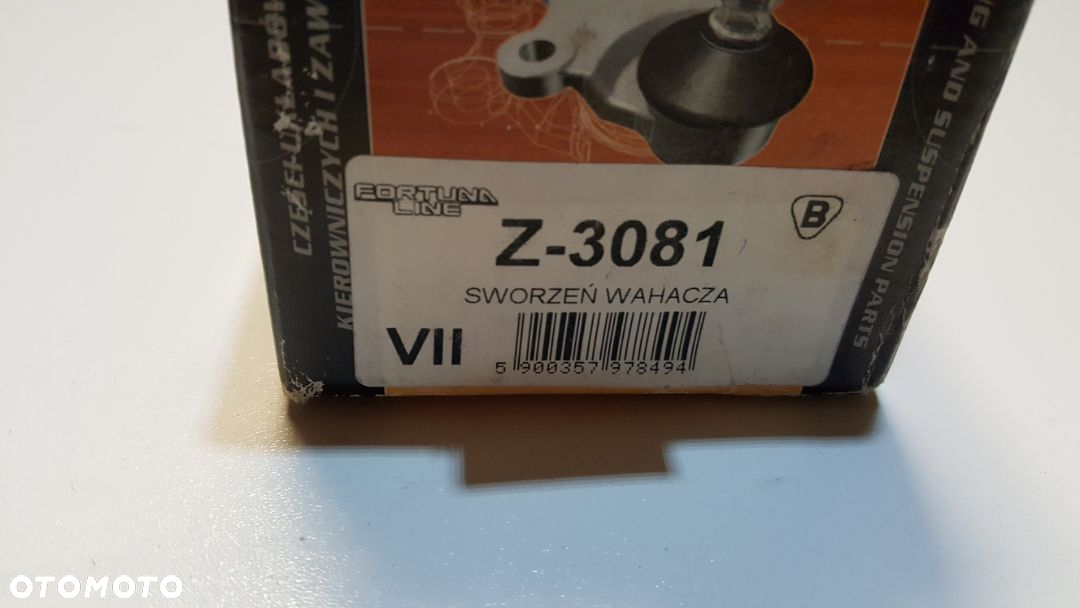 KIEROWNICZYCH I ZAW
AND SUSPENSION PARTS
FORTUNA
LINE
B
Z-3081
SWORZEŃ WAHACZA
VII
5 900357 978494
OTOMOTO